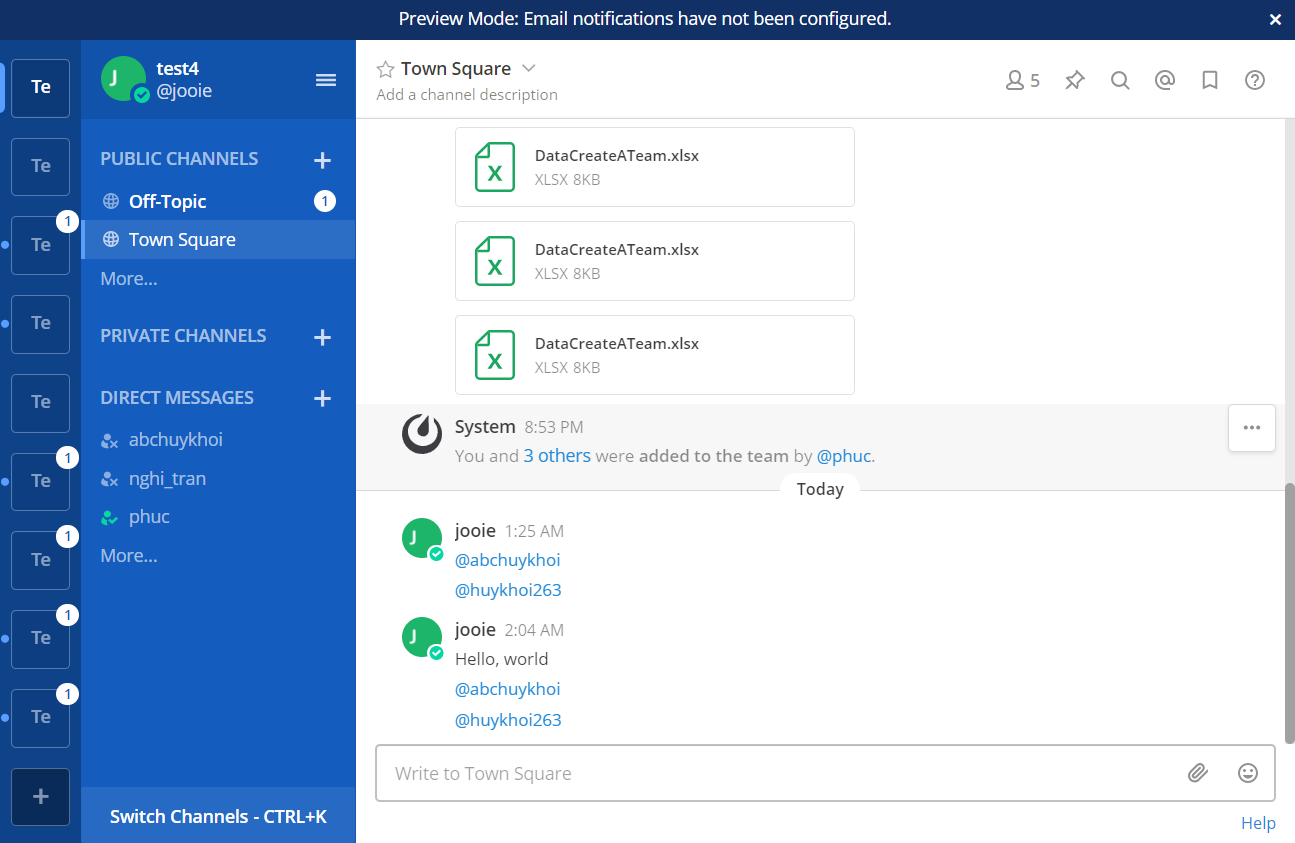 Preview Mode: Email notifications have not been configured.
Te
Te
1
Te
Te
Te
1
Te
1
Te
1
Te
1
Te
+
J
test4
@jooie
PUBLIC CHANNELS
Off-Topic
1
Town Square
More...
PRIVATE CHANNELS
DIRECT MESSAGES
abchuykhoi
nghi_tran
phuc
More...
Switch Channels - CTRL+K
Town Square
Add a channel description
5
DataCreateATeam.xlsx
XLSX 8KB
DataCreateATeam.xlsx
XLSX 8KB
DataCreateATeam.xlsx
XLSX 8KB
System 8:53 PM
You and 3 others were added to the team by @phuc.
Today
J
jooie 1:25 AM
@abchuykhoi
@huykhoi263
J
jooie 2:04 AM
Hello, world
@abchuykhoi
@huykhoi263
Write to Town Square
Help